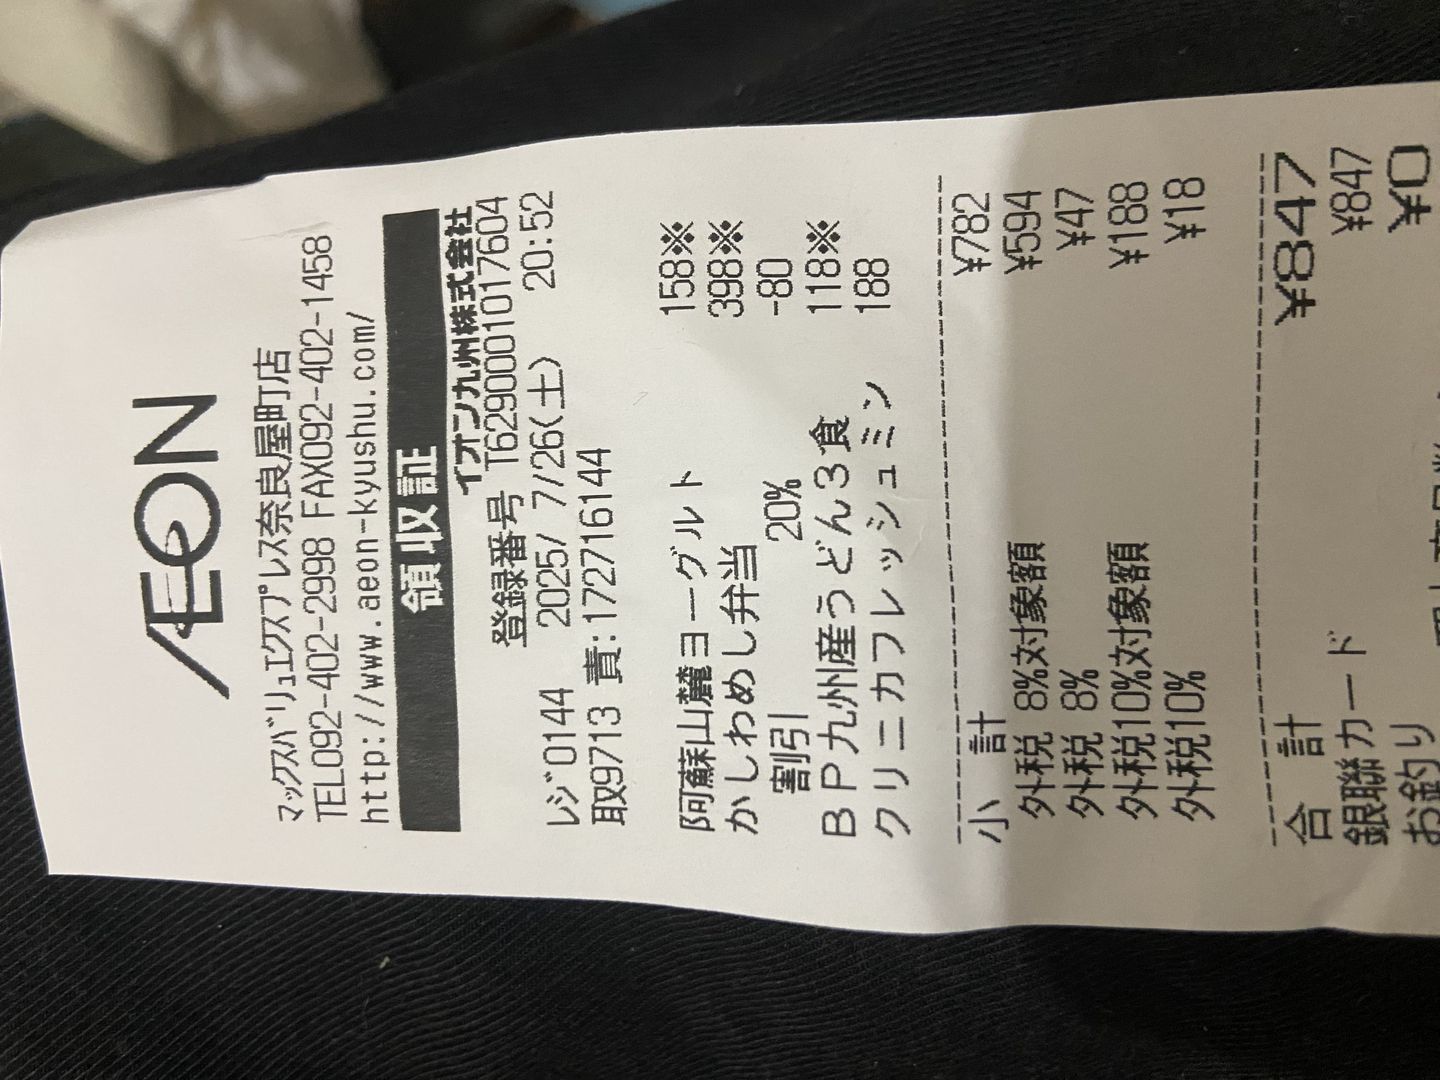 ÆON
マックスバリュエクスプレス奈良屋町店
TEL092-402-2998 FAX092-402-1458
http://www.aeon-kyushu.com/
領収証
イオン九州株式会社
登録番号 T6290001017604
レジ0144 2025/ 7/26(土) 20:52
取9713 責:172716144
阿蘇山麓ヨーグルト 158※
かしわめし弁当 398※
割引 20% -80
BP九州産うどん3食 118※
クリニカフレッシュミン 188
小 計 ¥782
外税 8%対象額 ¥594
外税 8% ¥47
外税10%対象額 ¥188
外税10% ¥18
合 計 ¥847
銀聯カード ¥847
お釣り ¥0